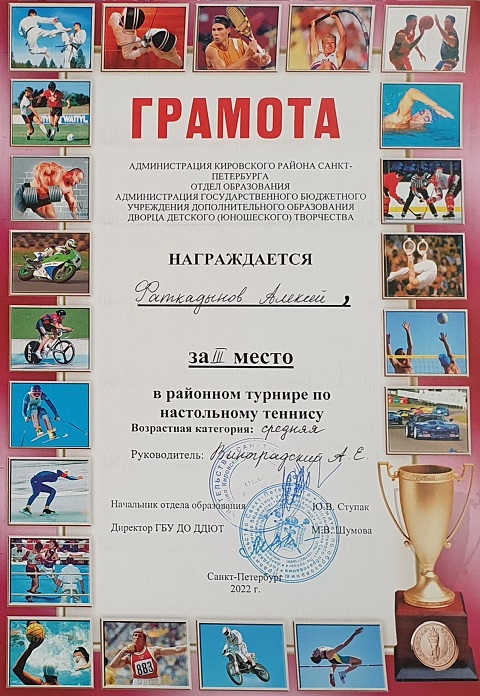 ГРАМОТА
АДМИНИСТРАЦИЯ КИРОВСКОГО РАЙОНА САНКТ-
ПЕТЕРБУРГА
ОТДЕЛ ОБРАЗОВАНИЯ
АДМИНИСТРАЦИЯ ГОСУДАРСТВЕННОГО БЮДЖЕТНОГО
УЧРЕЖДЕНИЯ ДОПОЛНИТЕЛЬНОГО ОБРАЗОВАНИЯ
ДВОРЦА ДЕТСКОГО (ЮНОШЕСКОГО) ТВОРЧЕСТВА
НАГРАЖДАЕТСЯ
Фаткадынов Алексей,
за III место
в районном турнире по
настольному теннису
Возрастная категория: средняя
Руководитель: Виноградский А. Е.
Начальник отдела образования Ю.В. Ступак
Директор ГБУ ДО ДДЮТ М.В. Шумова
Санкт-Петербург
2022 г.
883